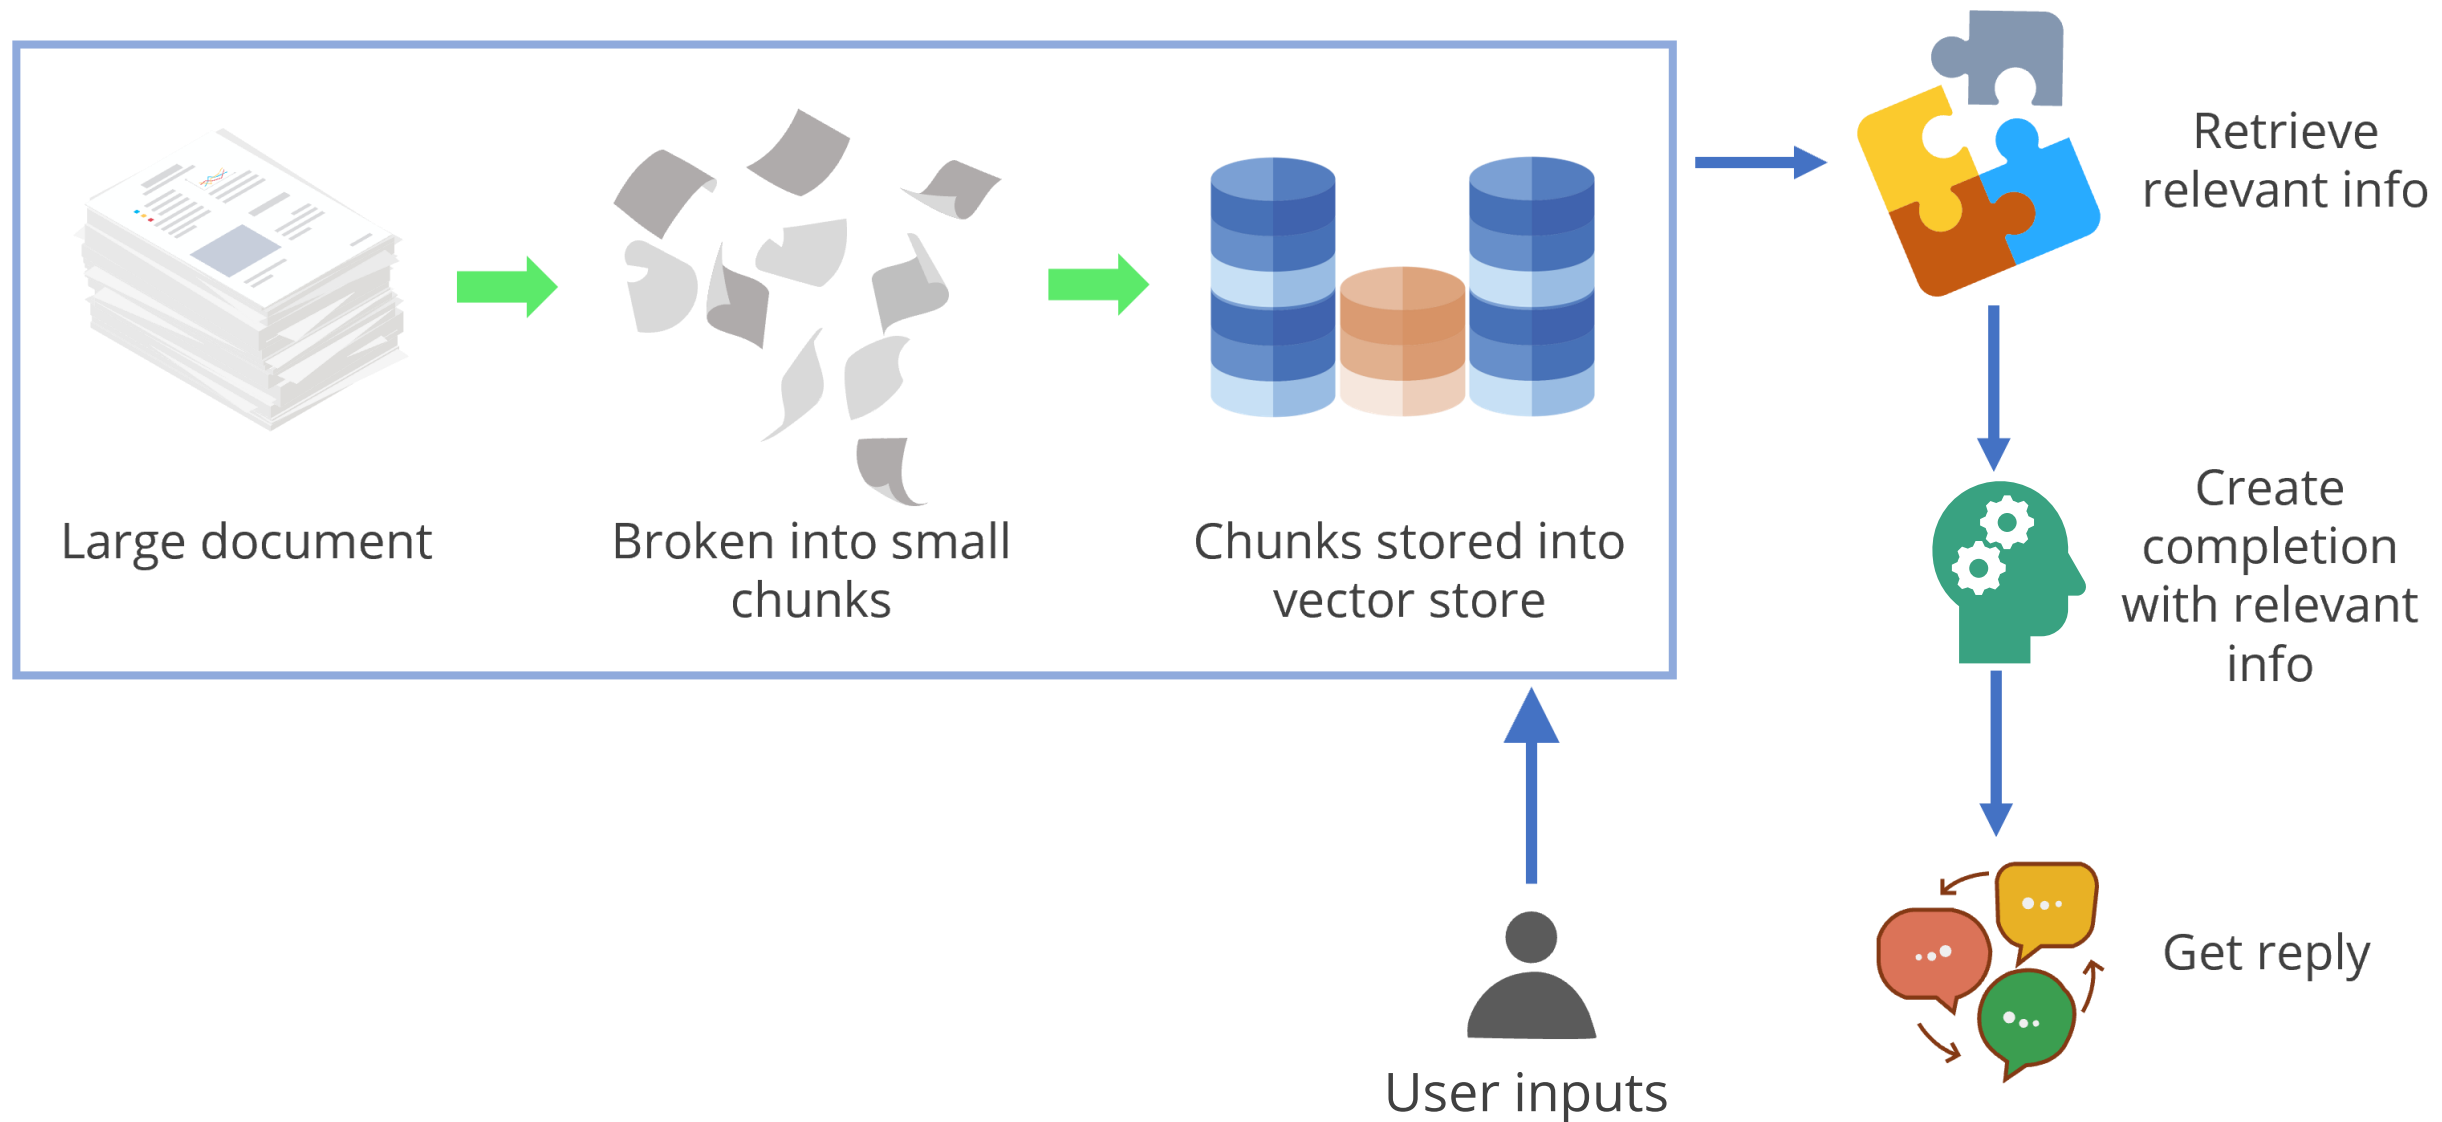 Large document
Broken into small
chunks
Chunks stored into
vector store
Retrieve
relevant info
Create
completion
with relevant
info
Get reply
User inputs